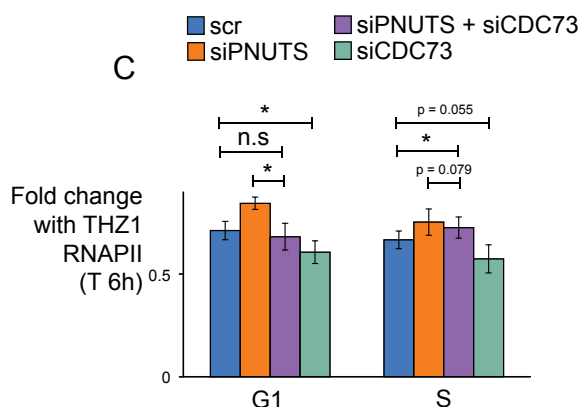 scr
siPNUTS + siCDC73
siPNUTS
siCDC73
C
*
p = 0.055
n.s
*
*
p = 0.079
Fold change
with THZ1
RNAPII
(T 6h)
0.5
0
G1
S